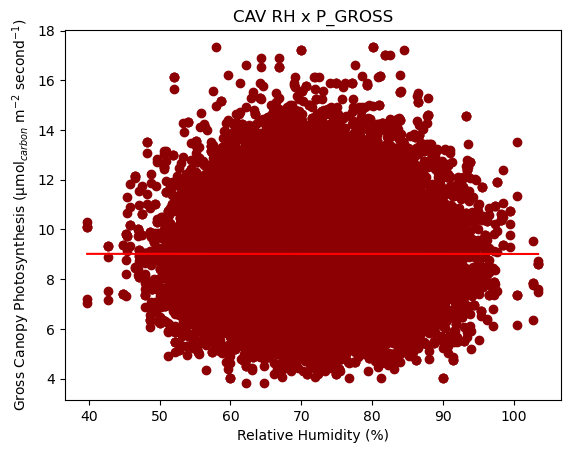 CAV RH x P_GROSS
Gross Canopy Photosynthesis (μmol_carbon m⁻² second⁻¹)
18
16
14
12
10
8
6
4
40 50 60 70 80 90 100
Relative Humidity (%)